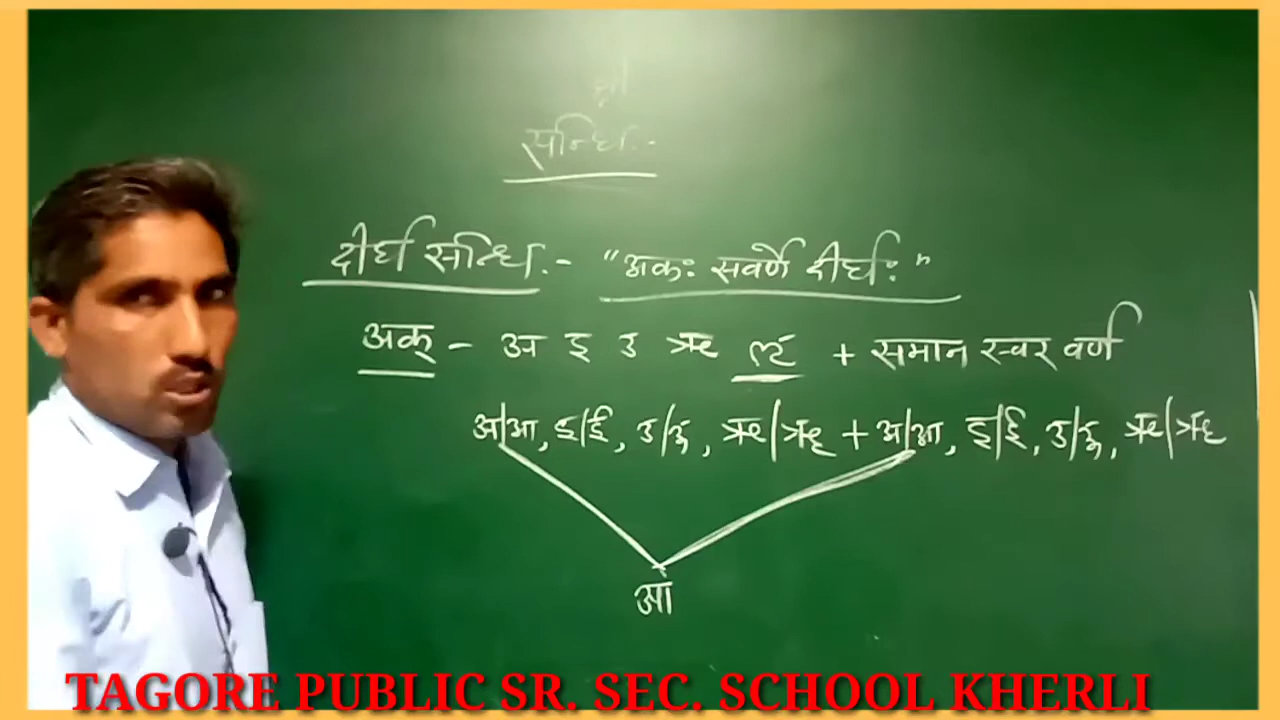 सन्धिः-
दीर्घ सन्धिः- "अकः सवर्णे दीर्घः"
अक् - अ इ उ ऋ लृ + समान स्वर वर्ण
अ/आ, इ/ई, उ/ऊ, ऋ/ॠ + अ/आ, इ/ई, उ/ऊ, ऋ/ॠ
आ
TAGORE PUBLIC SR. SEC. SCHOOL KHERLI